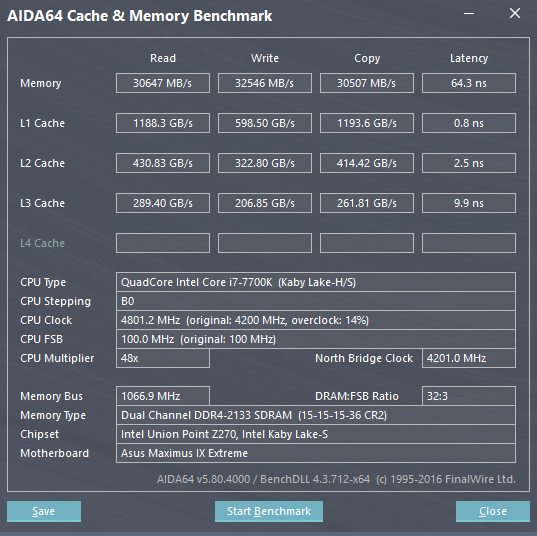 AIDA64 Cache & Memory Benchmark
Read Write Copy Latency
Memory 30647 MB/s 32546 MB/s 30507 MB/s 64.3 ns
L1 Cache 1188.3 GB/s 598.50 GB/s 1193.6 GB/s 0.8 ns
L2 Cache 430.83 GB/s 322.80 GB/s 414.42 GB/s 2.5 ns
L3 Cache 289.40 GB/s 206.85 GB/s 261.81 GB/s 9.9 ns
L4 Cache
CPU Type QuadCore Intel Core i7-7700K (Kaby Lake-H/S)
CPU Stepping B0
CPU Clock 4801.2 MHz (original: 4200 MHz, overclock: 14%)
CPU FSB 100.0 MHz (original: 100 MHz)
CPU Multiplier 48x North Bridge Clock 4201.0 MHz
Memory Bus 1066.9 MHz DRAM:FSB Ratio 32:3
Memory Type Dual Channel DDR4-2133 SDRAM (15-15-15-36 CR2)
Chipset Intel Union Point Z270, Intel Kaby Lake-S
Motherboard Asus Maximus IX Extreme
AIDA64 v5.80.4000 / BenchDLL 4.3.712-x64 (c) 1995-2016 FinalWire Ltd.
Save Start Benchmark Close